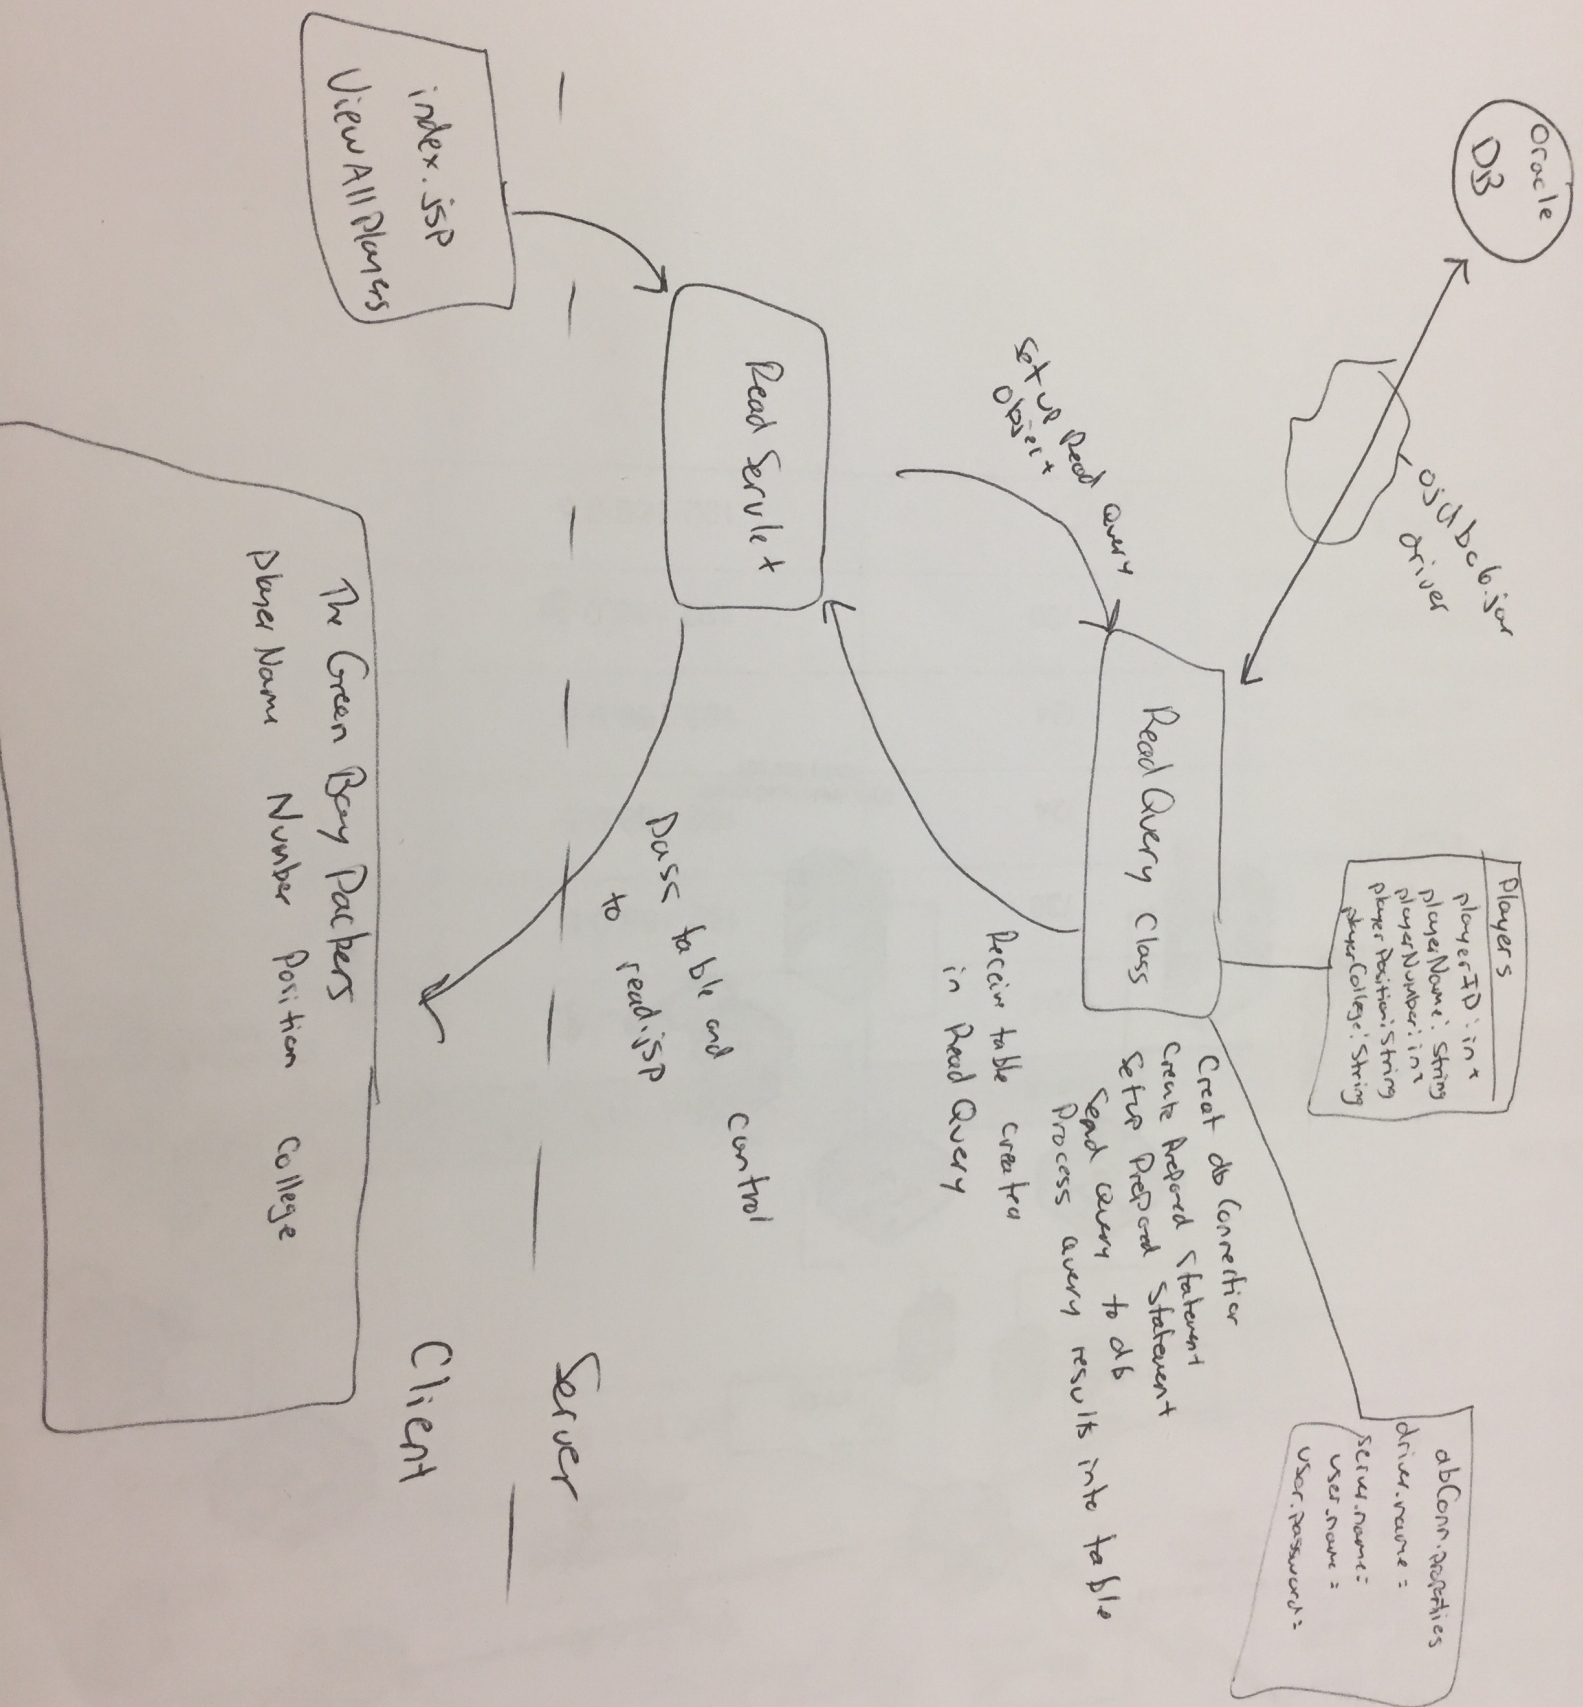 Oracle
DB
ojdbc6.jar
driver
Players
playerID: int
playerName: String
playerNumber: int
playerPosition: String
playerCollege: String
dbConn.properties
driver.name=
server.name=
user.name=
user.password=
Set up Read Query
Object
Read Query Class
Creat db Connection
Create Prepared Statement
Setup Prepared Statement
Send Query to db
Process query results into table
Receive table created
in Read Query
Read Servlet
Pass table and control
to read.jsp
Server
Client
index.jsp
View All Players
The Green Bay Packers
Player Name Number Position College